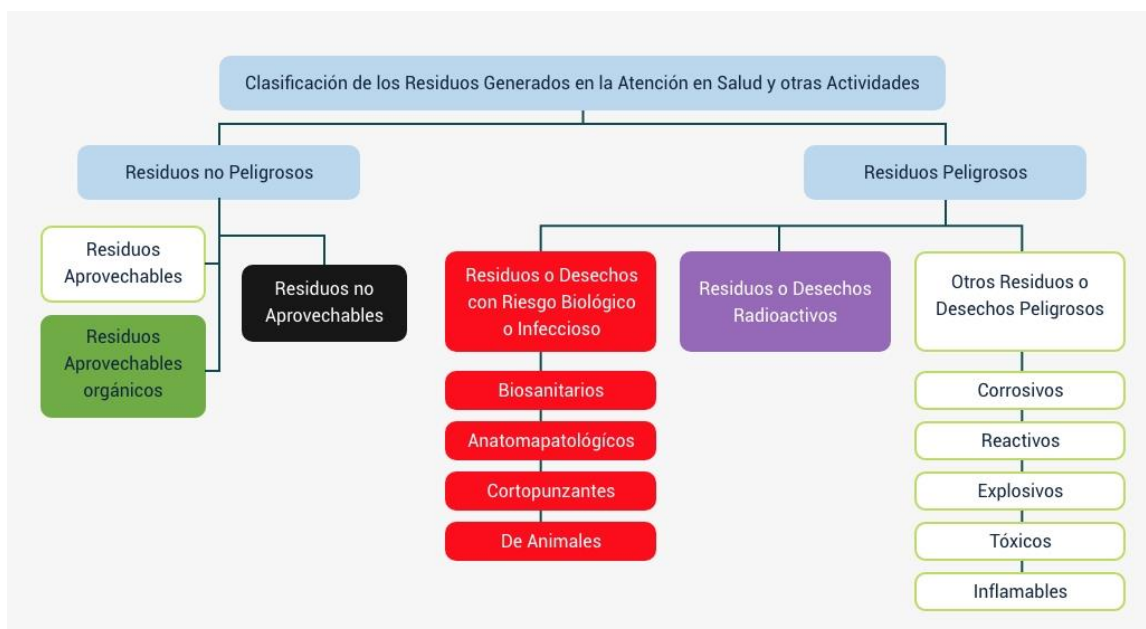 Clasificación de los Residuos Generados en la Atención en Salud y otras Actividades
Residuos no Peligrosos
Residuos Peligrosos
Residuos
Aprovechables
Residuos
Aprovechables
orgánicos
Residuos no
Aprovechables
Residuos o Desechos
con Riesgo Biológico
o Infeccioso
Biosanitarios
Anatomapatológícos
Cortopunzantes
De Animales
Residuos o Desechos
Radioactivos
Otros Residuos o
Desechos Peligrosos
Corrosivos
Reactivos
Explosivos
Tóxicos
Inflamables